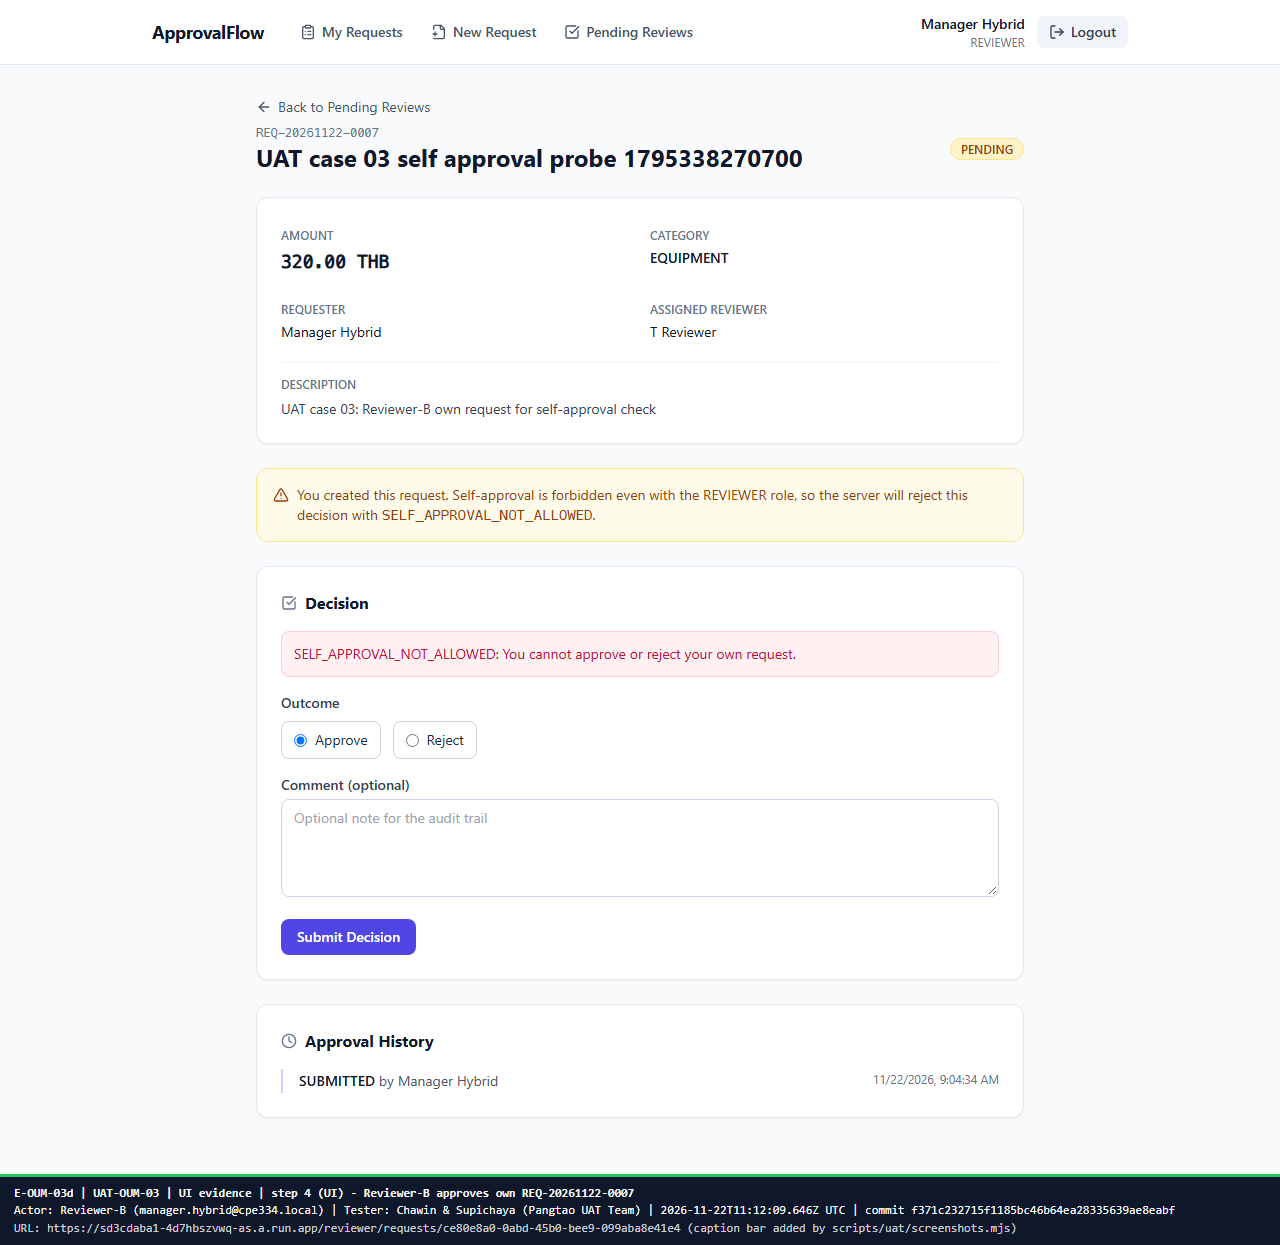 ApprovalFlow
My Requests
New Request
Pending Reviews
Manager Hybrid
REVIEWER
Logout
Back to Pending Reviews
REQ-20261122-0007
UAT case 03 self approval probe 1795338270700
PENDING
AMOUNT
320.00 THB
CATEGORY
EQUIPMENT
REQUESTER
Manager Hybrid
ASSIGNED REVIEWER
T Reviewer
DESCRIPTION
UAT case 03: Reviewer-B own request for self-approval check
You created this request. Self-approval is forbidden even with the REVIEWER role, so the server will reject this
decision with SELF_APPROVAL_NOT_ALLOWED.
Decision
SELF_APPROVAL_NOT_ALLOWED: You cannot approve or reject your own request.
Outcome
Approve
Reject
Comment (optional)
Optional note for the audit trail
Submit Decision
Approval History
SUBMITTED by Manager Hybrid
11/22/2026, 9:04:34 AM
E-OUM-03d | UAT-OUM-03 | UI evidence | step 4 (UI) - Reviewer-B approves own REQ-20261122-0007
Actor: Reviewer-B (manager.hybrid@cpe334.local) | Tester: Chawin & Supichaya (Pangtao UAT Team) | 2026-11-22T11:12:09.646Z UTC | commit f371c232715f1185bc46b64ea28335639ae8eabf
URL: https://sd3cdaba1-4d7hbszvwq-as.a.run.app/reviewer/requests/ce80e8a0-0abd-45b0-bee9-099aba8e41e4 (caption bar added by scripts/uat/screenshots.mjs)